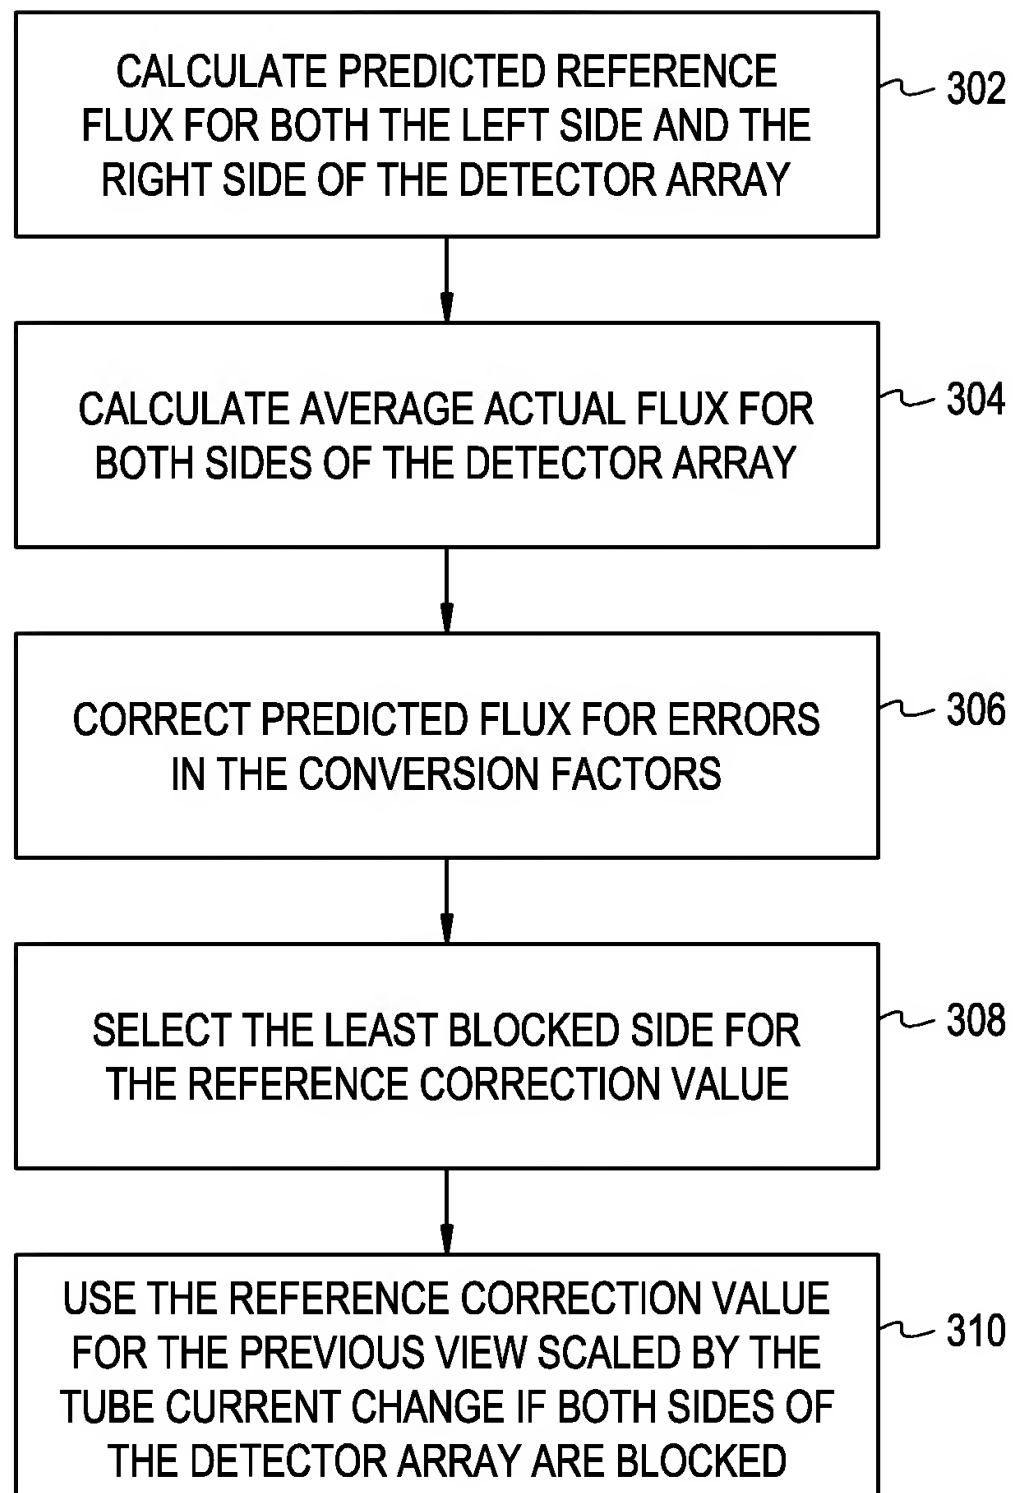 CALCULATE PREDICTED REFERENCE
FLUX FOR BOTH THE LEFT SIDE AND THE
RIGHT SIDE OF THE DETECTOR ARRAY
302
CALCULATE AVERAGE ACTUAL FLUX FOR
BOTH SIDES OF THE DETECTOR ARRAY
304
CORRECT PREDICTED FLUX FOR ERRORS
IN THE CONVERSION FACTORS
306
SELECT THE LEAST BLOCKED SIDE FOR
THE REFERENCE CORRECTION VALUE
308
USE THE REFERENCE CORRECTION VALUE
FOR THE PREVIOUS VIEW SCALED BY THE
TUBE CURRENT CHANGE IF BOTH SIDES OF
THE DETECTOR ARRAY ARE BLOCKED
310